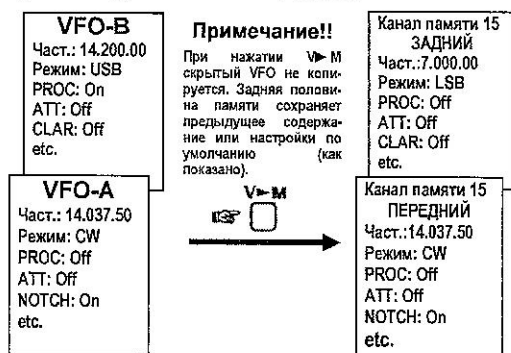 VFO-B
Част.: 14.200.00
Режим: USB
PROC: On
ATT: Off
CLAR: Off
etc.
VFO-A
Част.: 14.037.50
Режим: CW
PROC: Off
ATT: Off
NOTCH: On
etc.
Примечание!!
При нажатии V►M
скрытый VFO не копи-
руется. Задняя полови-
на памяти сохраняет
предыдущее содержа-
ние или настройки по
умолчанию (как
показано).
V►M
Канал памяти 15
ЗАДНИЙ
Част.:7.000.00
Режим: LSB
PROC: Off
ATT: Off
CLAR: Off
etc.
Канал памяти 15
ПЕРЕДНИЙ
Част.:14.037.50
Режим: CW
PROC: Off
ATT: Off
NOTCH: On
etc.